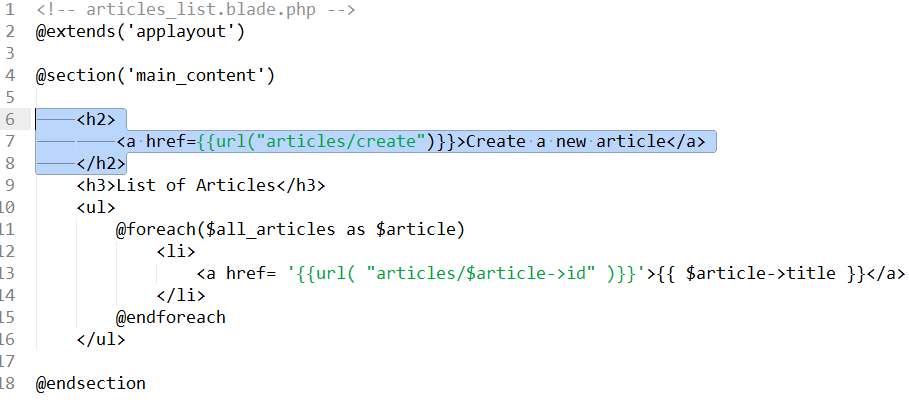 1 <!-- articles_list.blade.php -->
2 @extends('applayout')
3
4 @section('main_content')
5
6 <h2>
7 <a href={{url("articles/create")}}>Create a new article</a>
8 </h2>
9 <h3>List of Articles</h3>
10 <ul>
11 @foreach($all_articles as $article)
12 <li>
13 <a href= '{{url( "articles/$article->id" )}}'>{{ $article->title }}</a>
14 </li>
15 @endforeach
16 </ul>
17
18 @endsection